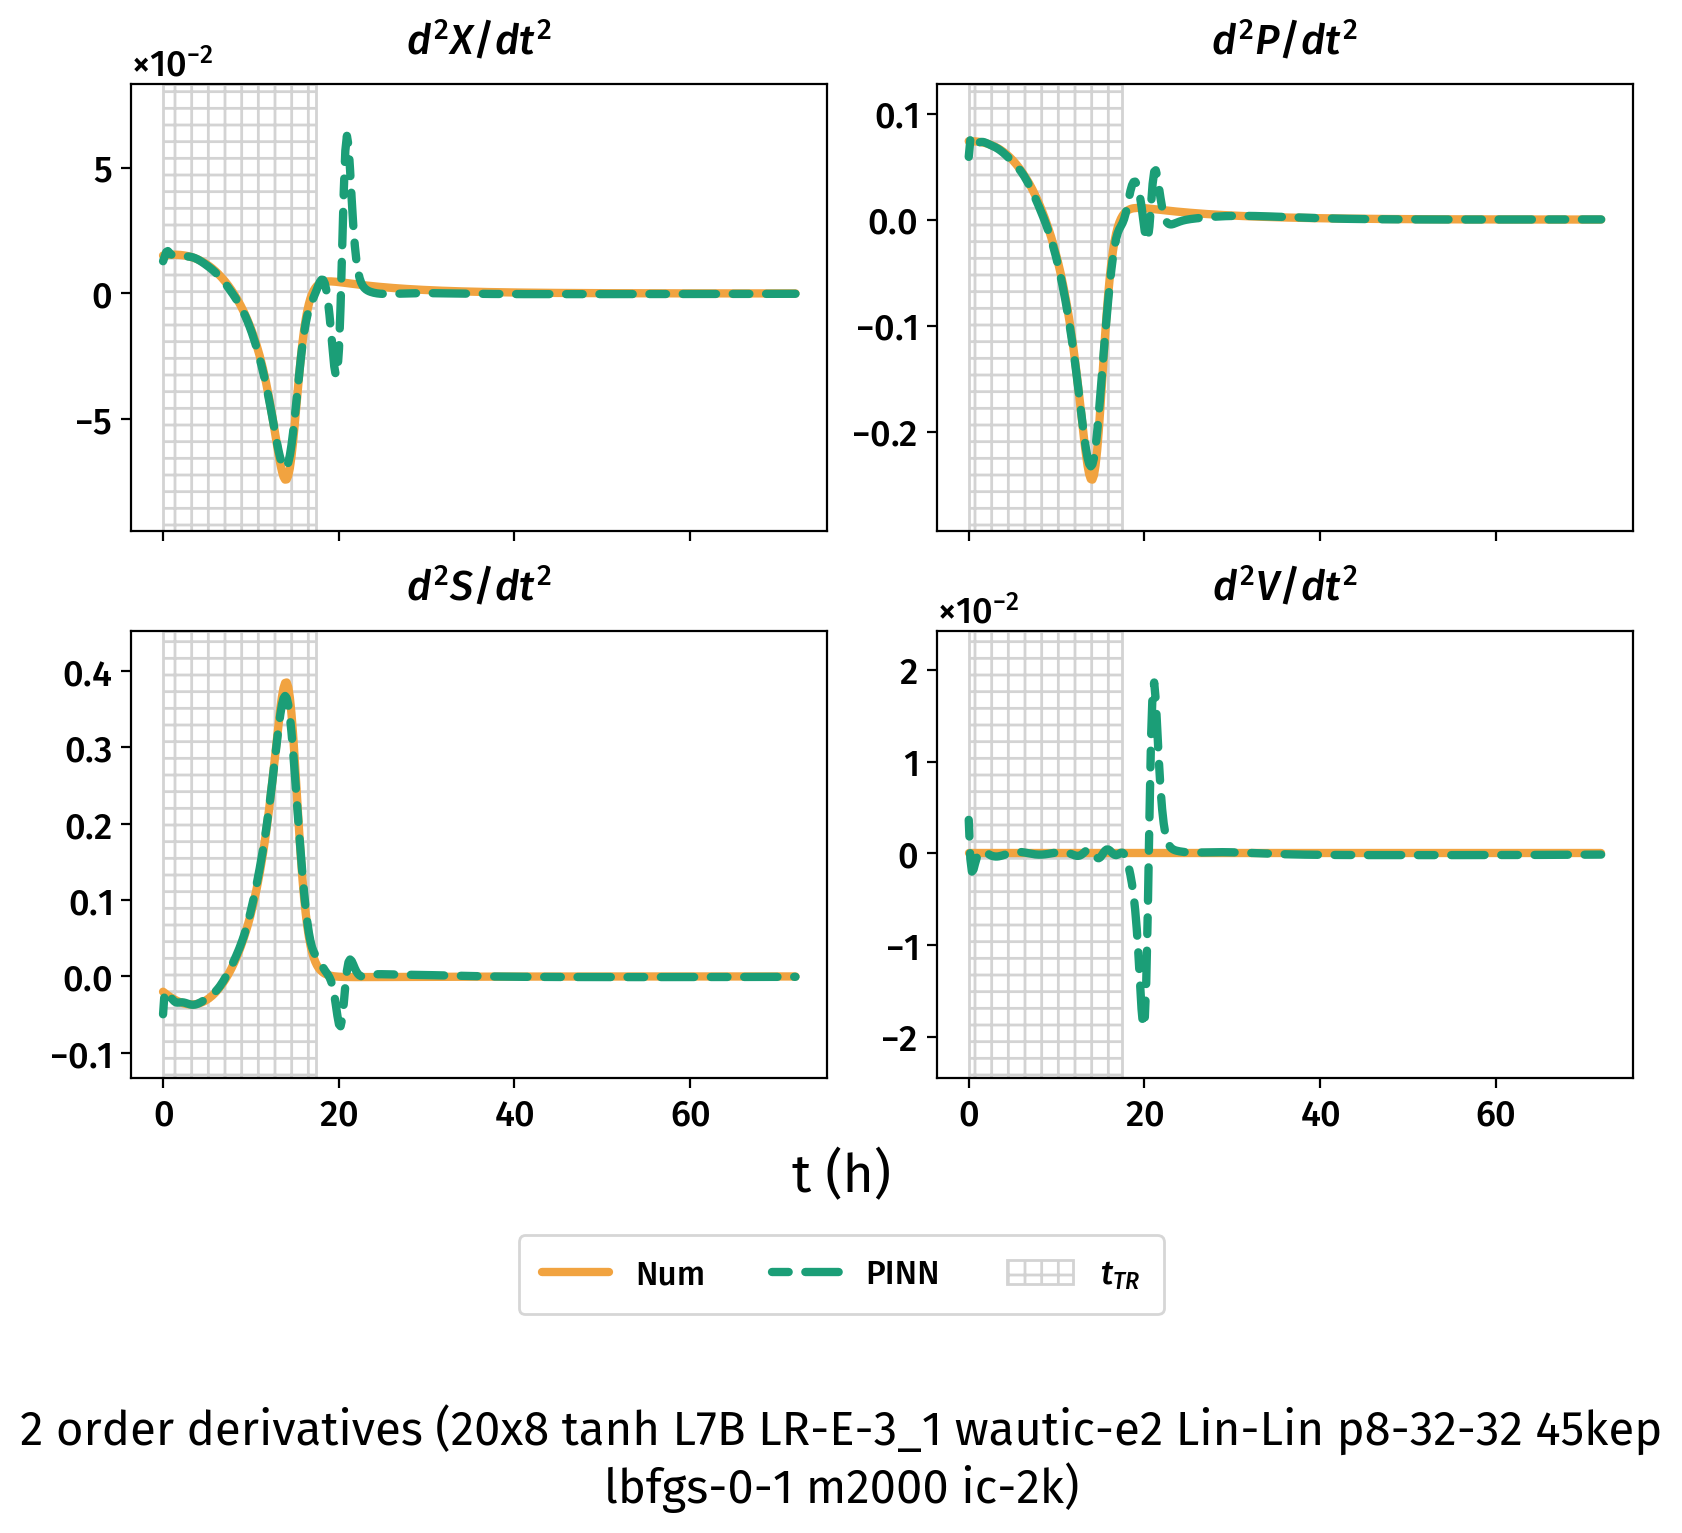 d²X/dt²
×10⁻²
5
0
−5
d²P/dt²
0.1
0.0
−0.1
−0.2
d²S/dt²
0.4
0.3
0.2
0.1
0.0
−0.1
0 20 40 60
d²V/dt²
×10⁻²
2
1
0
−1
−2
0 20 40 60
t (h)
Num PINN t_TR
2 order derivatives (20x8 tanh L7B LR-E-3_1 wautic-e2 Lin-Lin p8-32-32 45kep
lbfgs-0-1 m2000 ic-2k)